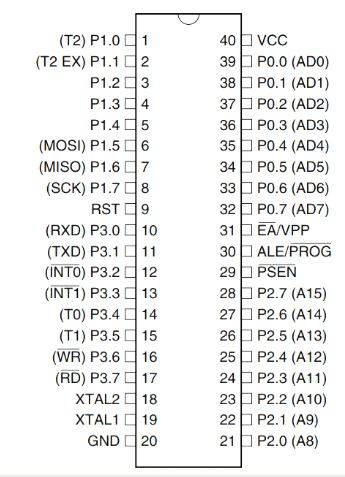 (T2) P1.0 1 40 VCC
(T2 EX) P1.1 2 39 P0.0 (AD0)
P1.2 3 38 P0.1 (AD1)
P1.3 4 37 P0.2 (AD2)
P1.4 5 36 P0.3 (AD3)
(MOSI) P1.5 6 35 P0.4 (AD4)
(MISO) P1.6 7 34 P0.5 (AD5)
(SCK) P1.7 8 33 P0.6 (AD6)
RST 9 32 P0.7 (AD7)
(RXD) P3.0 10 31 E̅A̅/VPP
(TXD) P3.1 11 30 ALE/P̅R̅O̅G̅
(I̅N̅T̅0̅) P3.2 12 29 P̅S̅E̅N̅
(I̅N̅T̅1̅) P3.3 13 28 P2.7 (A15)
(T0) P3.4 14 27 P2.6 (A14)
(T1) P3.5 15 26 P2.5 (A13)
(W̅R̅) P3.6 16 25 P2.4 (A12)
(R̅D̅) P3.7 17 24 P2.3 (A11)
XTAL2 18 23 P2.2 (A10)
XTAL1 19 22 P2.1 (A9)
GND 20 21 P2.0 (A8)